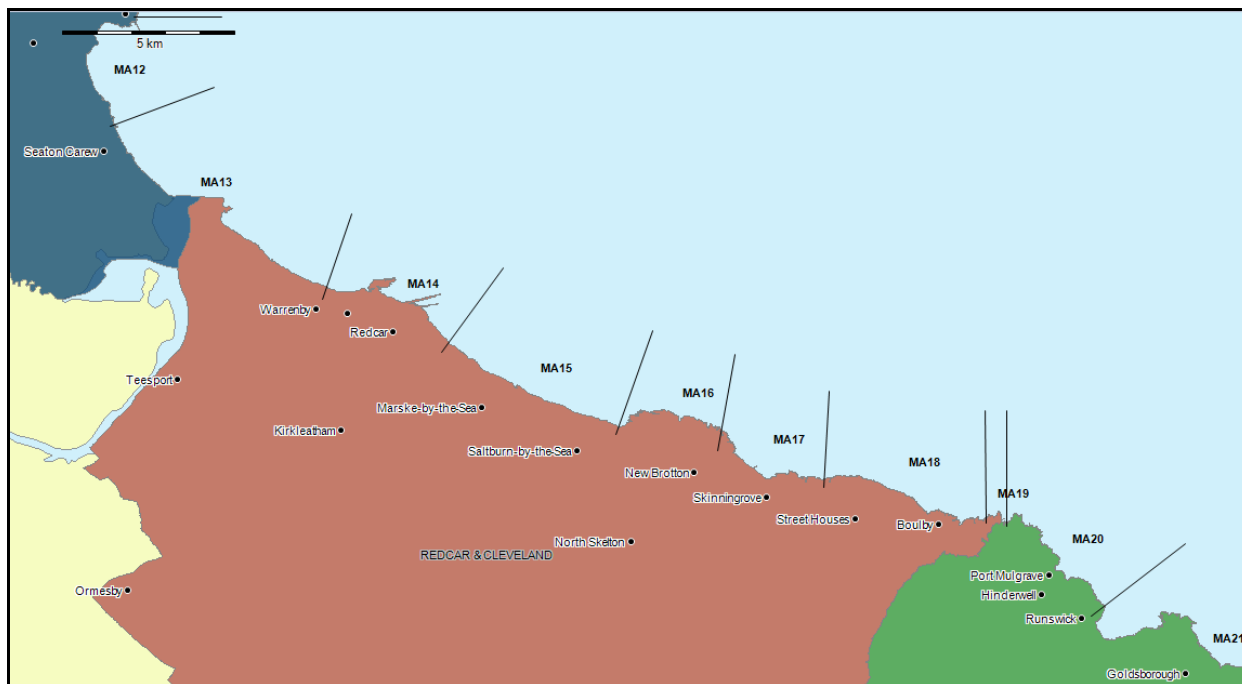 5 km
MA12
Seaton Carew
MA13
MA14
Warrenby
Redcar
MA15
Teesport
Marske-by-the-Sea
MA16
Kirkleatham
MA17
Saltburn-by-the-Sea
New Brotton
MA18
Skinningrove
MA19
Street Houses
Boulby
MA20
North Skelton
REDCAR & CLEVELAND
Port Mulgrave
Ormesby
Hinderwell
Runswick
MA21
Goldsborough